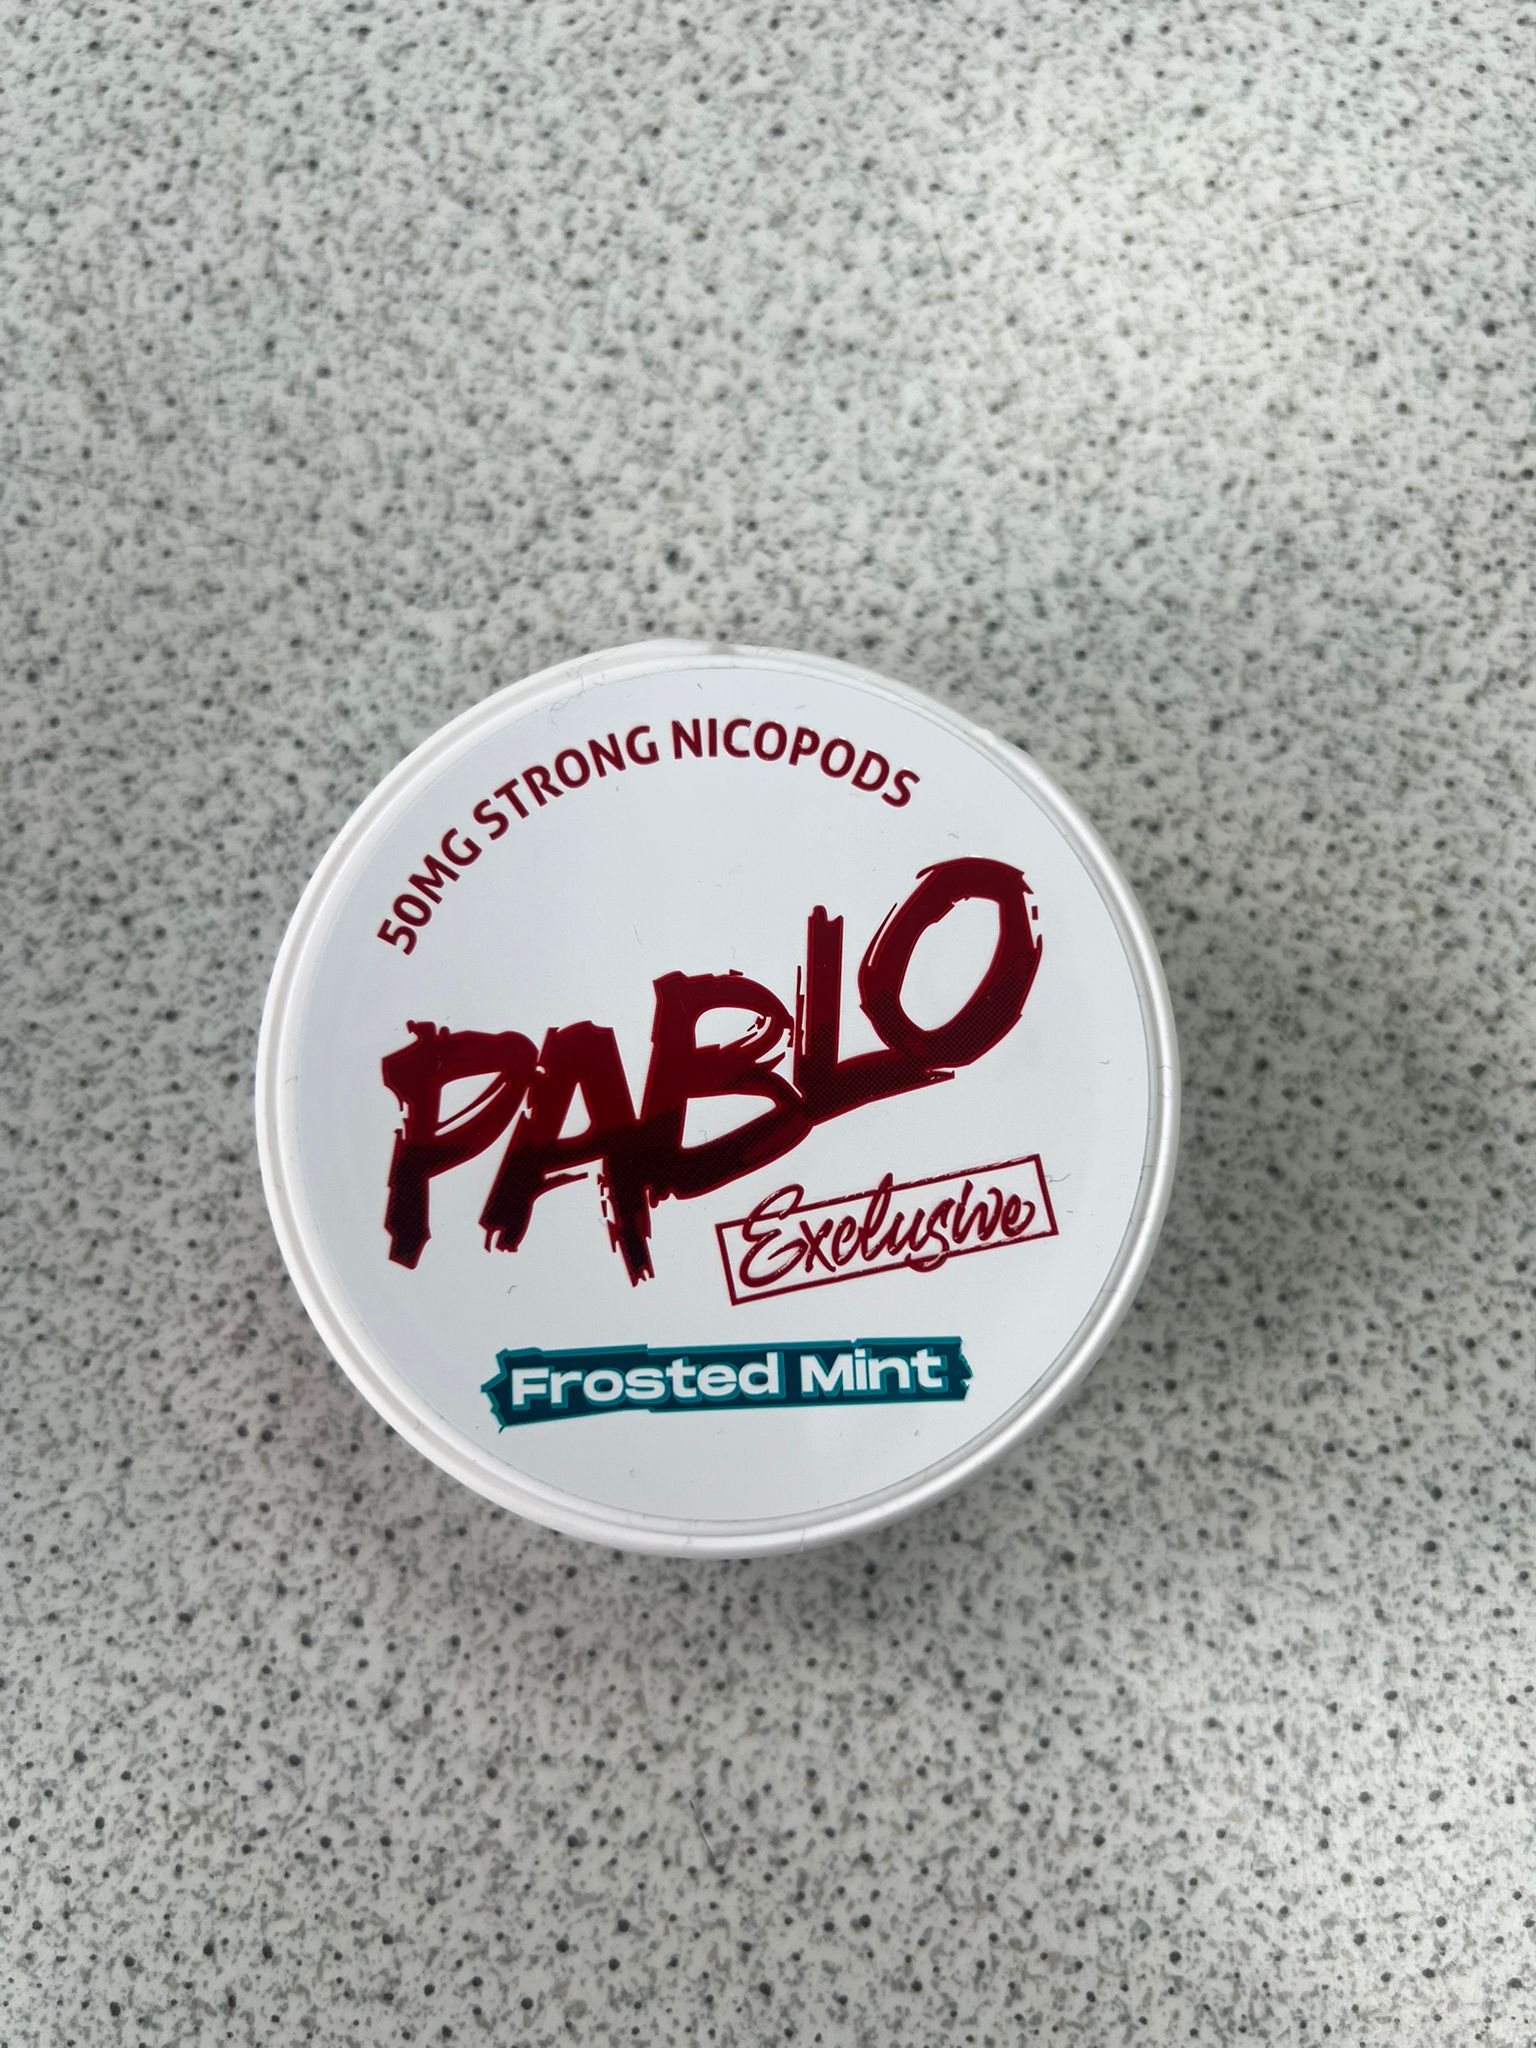 50MG STRONG NICOPODS
PABLO
Exclusive
Frosted Mint